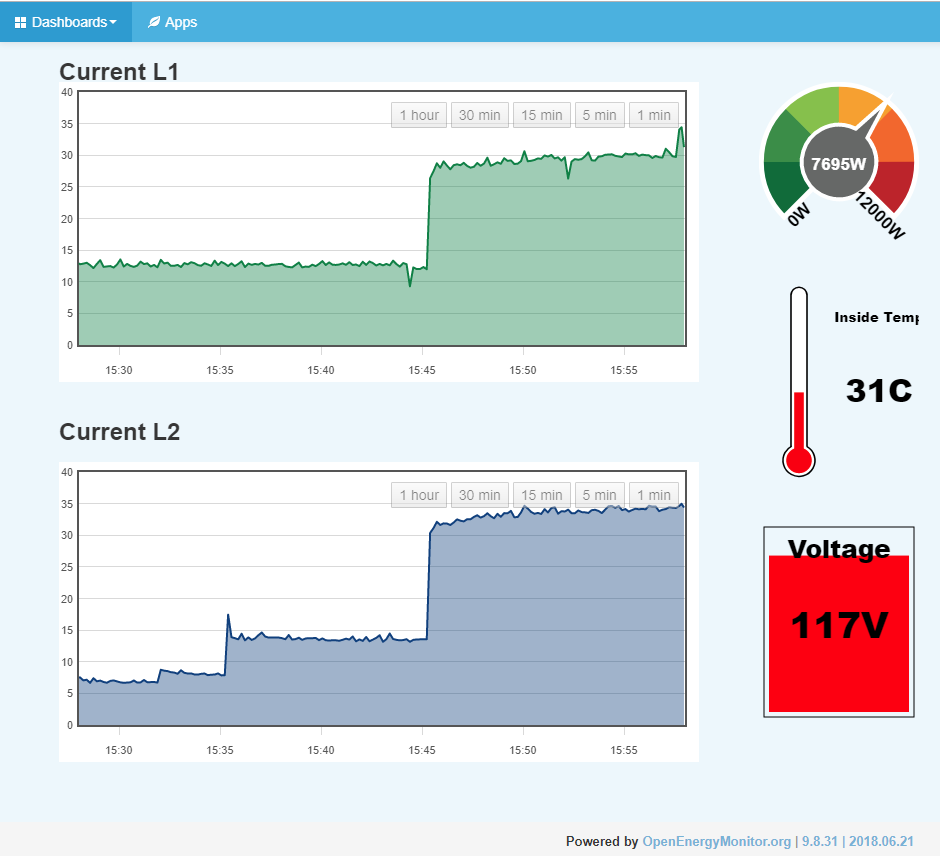 Dashboards Apps
Current L1
1 hour 30 min 15 min 5 min 1 min
40
35
30
25
20
15
10
5
0
15:30 15:35 15:40 15:45 15:50 15:55
7695W
0W 12000W
Inside Temp
31C
Current L2
1 hour 30 min 15 min 5 min 1 min
40
35
30
25
20
15
10
5
0
15:30 15:35 15:40 15:45 15:50 15:55
Voltage
117V
Powered by OpenEnergyMonitor.org | 9.8.31 | 2018.06.21